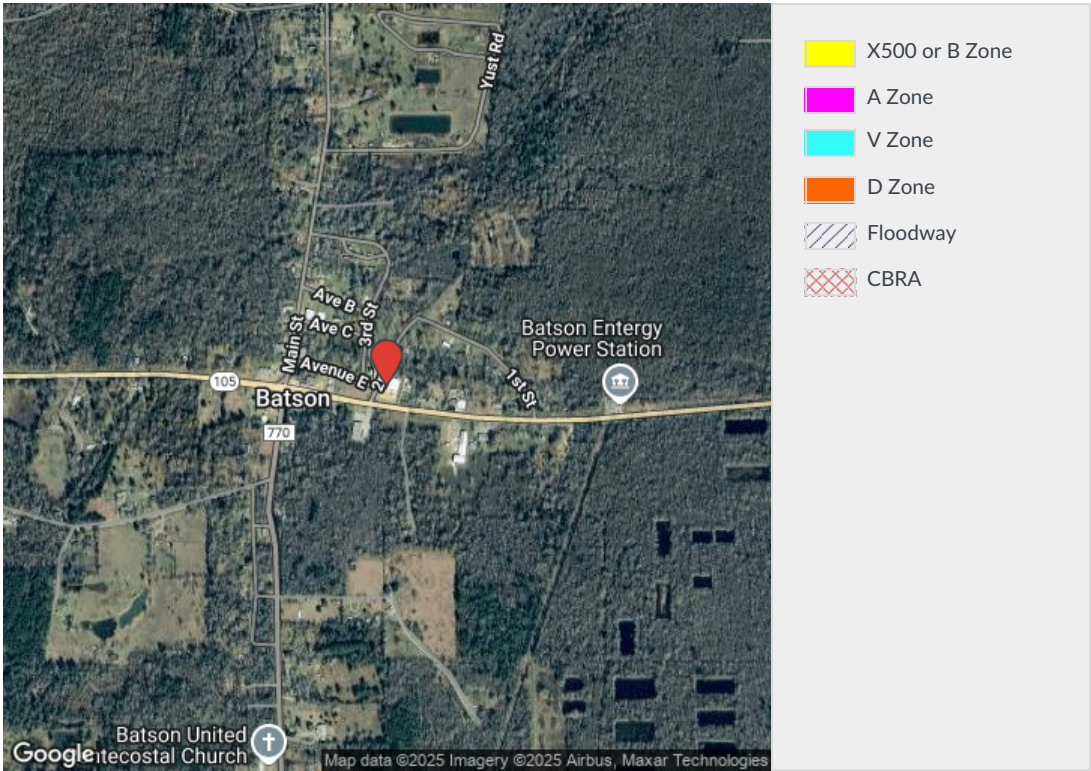 Yust Rd
Ave B
Ave C
3rd St
Main St
Avenue E
1st St
Batson Entergy
Power Station
105
Batson
770
Batson United
tecostal Church
Google
Map data ©2025 Imagery ©2025 Airbus, Maxar Technologies
X500 or B Zone
A Zone
V Zone
D Zone
Floodway
CBRA